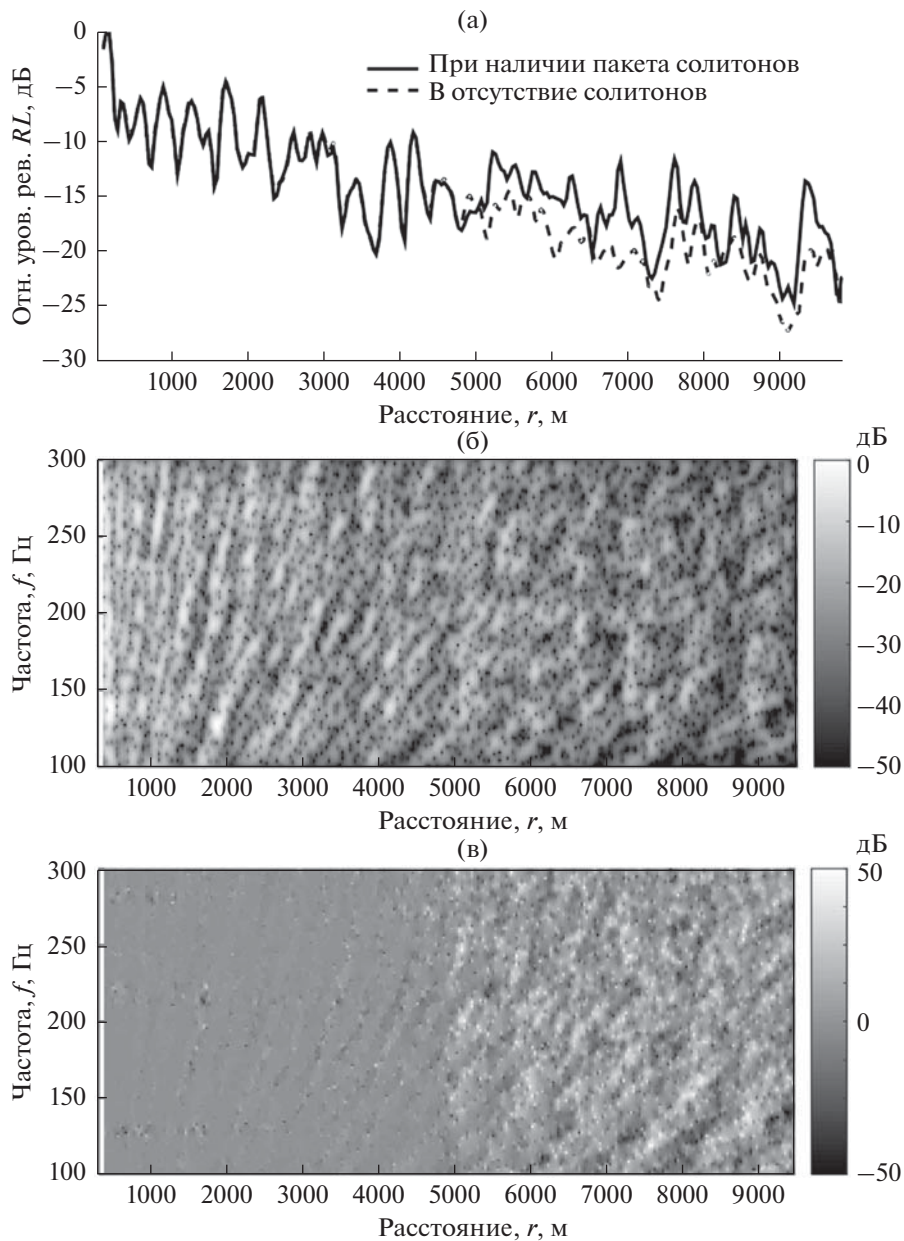 (а)
Отн. уров. рев. RL, дБ
0
−5
−10
−15
−20
−25
−30
При наличии пакета солитонов
В отсутствие солитонов
1000 2000 3000 4000 5000 6000 7000 8000 9000
Расстояние, r, м
(б)
дБ
Частота, f, Гц
300
250
200
150
100
0
−10
−20
−30
−40
−50
1000 2000 3000 4000 5000 6000 7000 8000 9000
Расстояние, r, м
(в)
дБ
Частота, f, Гц
300
250
200
150
100
50
0
−50
1000 2000 3000 4000 5000 6000 7000 8000 9000
Расстояние, r, м